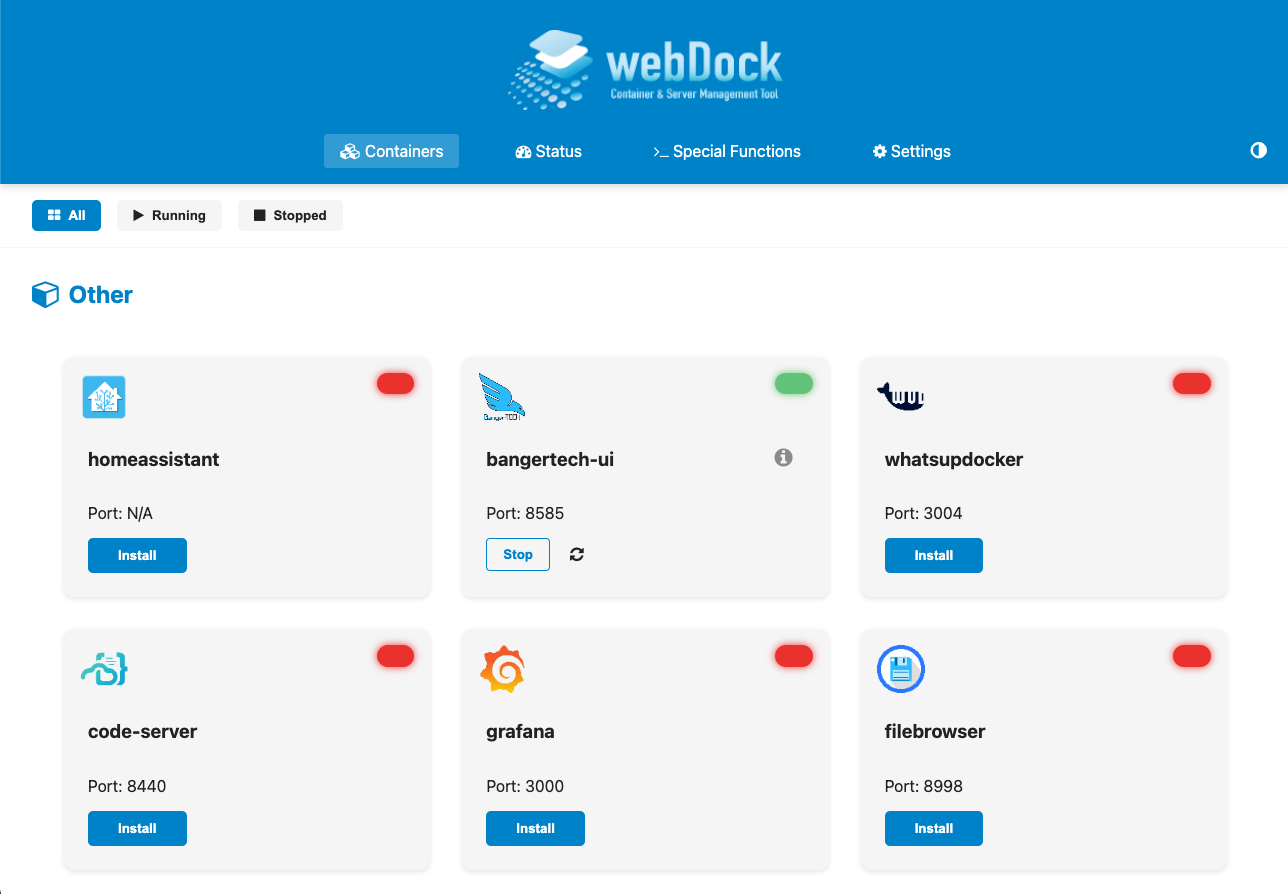 webDock
Container & Server Management Tool
Containers Status >_ Special Functions Settings
All Running Stopped
Other
homeassistant
Port: N/A
Install
BangerTECH
bangertech-ui
Port: 8585
Stop
wud
whatsupdocker
Port: 3004
Install
code-server
Port: 8440
Install
grafana
Port: 3000
Install
filebrowser
Port: 8998
Install